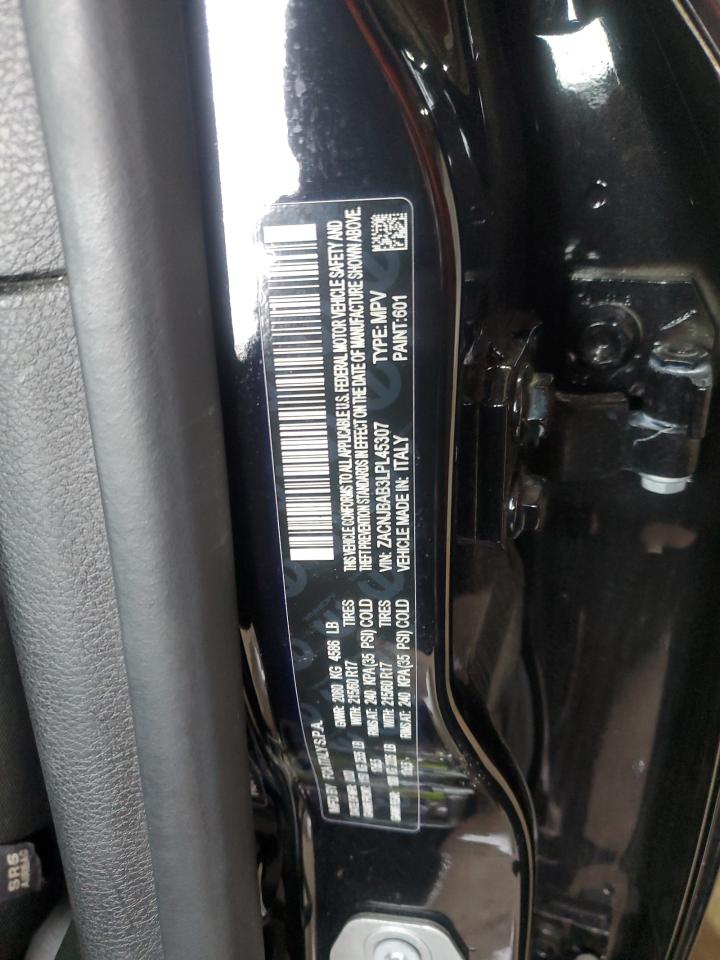 THIS VEHICLE CONFORMS TO ALL APPLICABLE U.S. FEDERAL MOTOR VEHICLE SAFETY AND
THEFT PREVENTION STANDARDS IN EFFECT ON THE DATE OF MANUFACTURE SHOWN ABOVE.
VIN: ZACNJBAB3LPL45307 TYPE: MPV
VEHICLE MADE IN: ITALY PAINT: 601
MFD BY FCA ITALY S.P.A.
GVWR: 2080 KG 4586 LB
WITH: 215/60 R17 TIRES
RIMS AT: 240 KPA(35 PSI) COLD
WITH: 215/60 R17 TIRES
RIMS AT: 240 KPA(35 PSI) COLD
SRS
AIRBAG